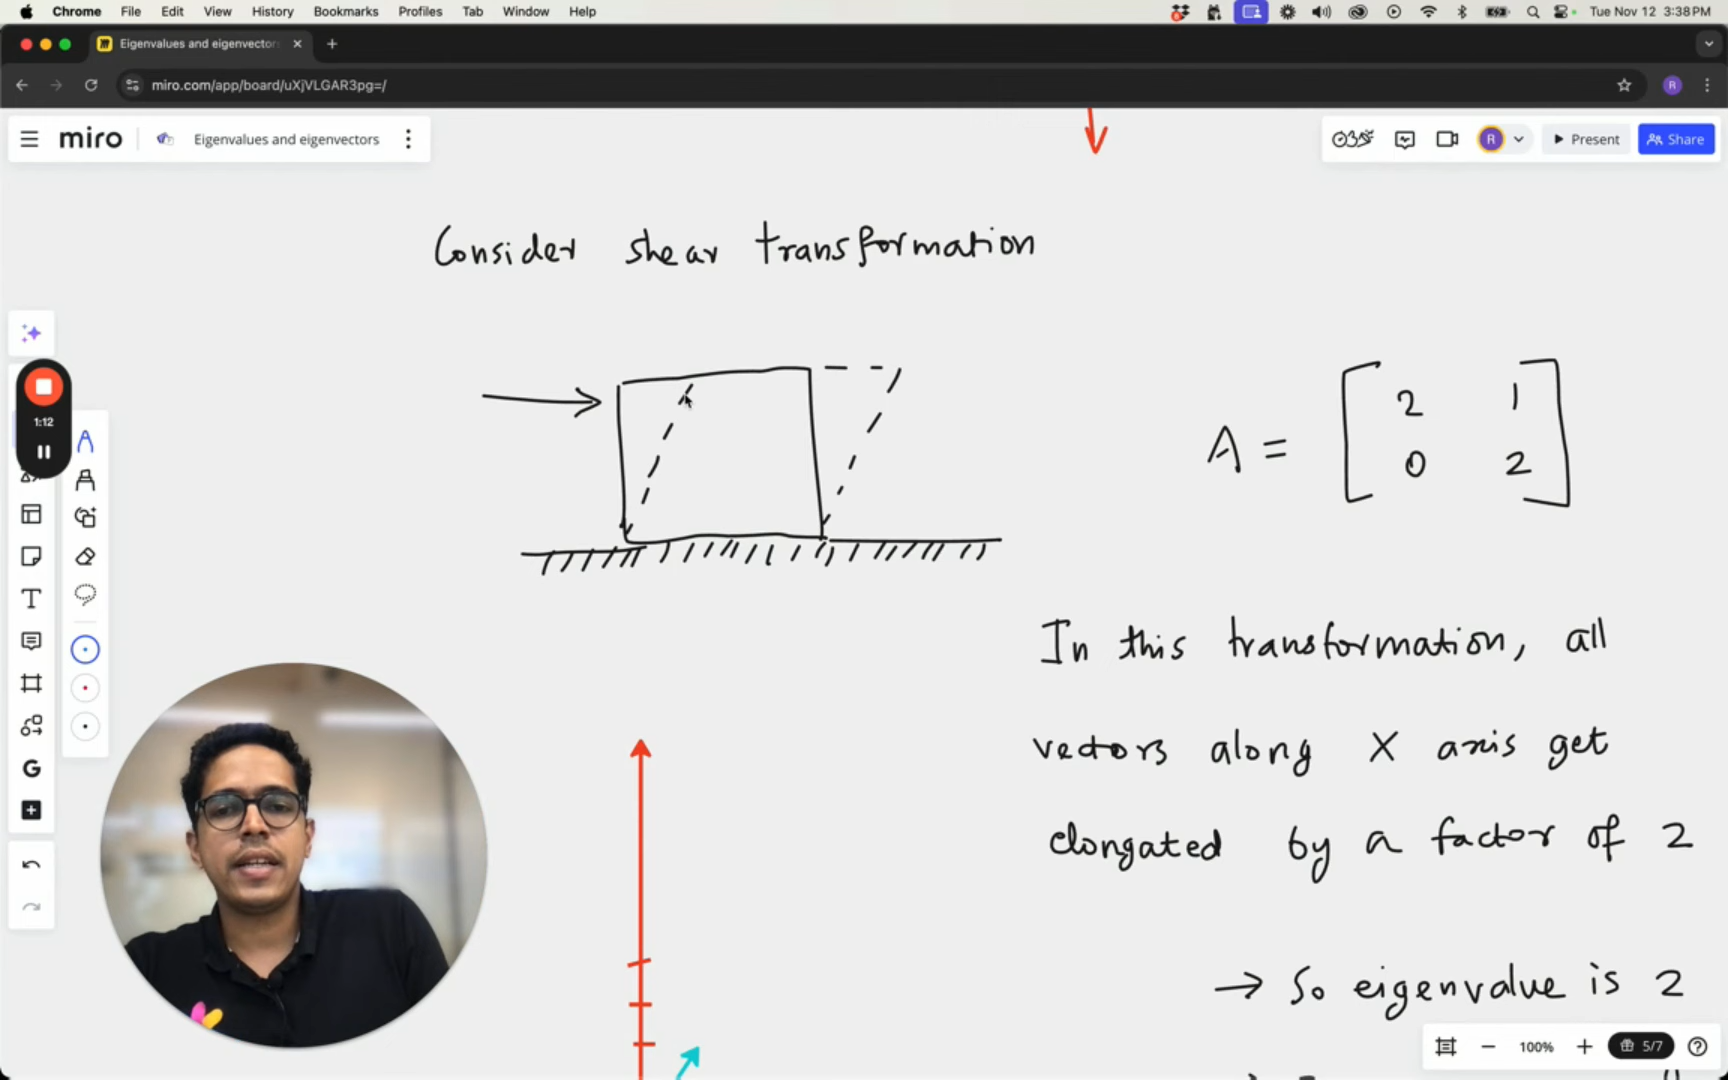 Chrome File Edit View History Bookmarks Profiles Tab Window Help Tue Nov 12 3:38 PM
Eigenvalues and eigenvector
miro.com/app/board/uXjVLGAR3pg=/
R
miro Eigenvalues and eigenvectors
R Present Share
Consider shear transformation
1:12
A = [ 2 1
0 2 ]
In this transformation, all
vectors along X axis get
elongated by a factor of 2
→ So eigenvalue is 2
100% 5/7